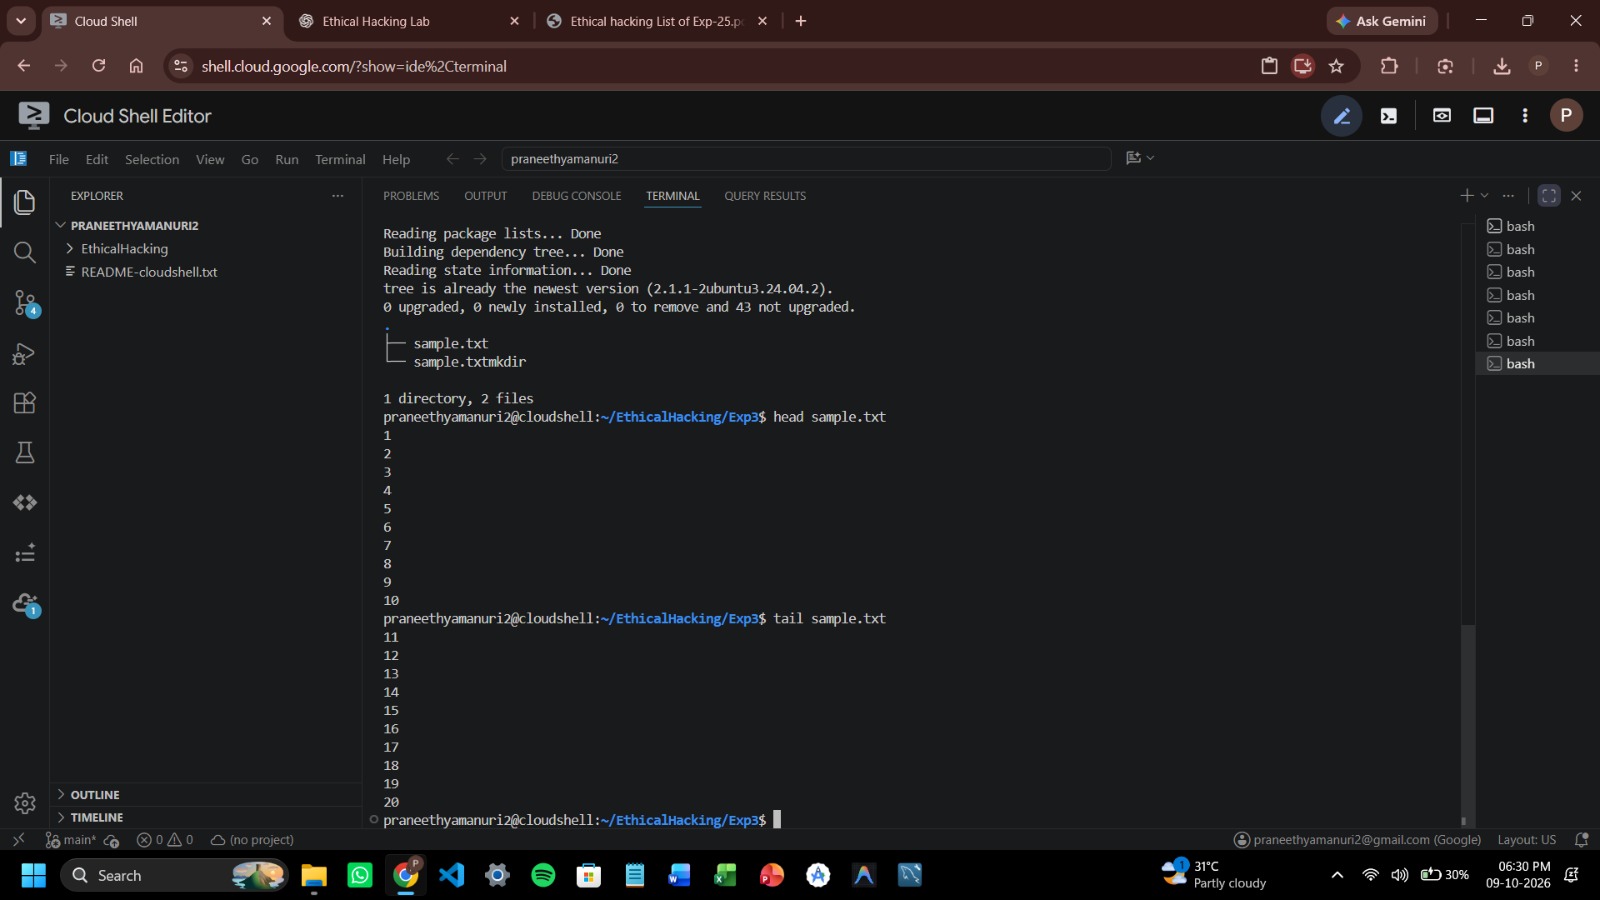 Cloud Shell
Ethical Hacking Lab
Ethical hacking List of Exp-25.p
Ask Gemini
shell.cloud.google.com/?show=ide%2Cterminal
P
Cloud Shell Editor
P
File Edit Selection View Go Run Terminal Help
praneethyamanuri2
EXPLORER
PROBLEMS OUTPUT DEBUG CONSOLE TERMINAL QUERY RESULTS
PRANEETHYAMANURI2
EthicalHacking
README-cloudshell.txt
4
1
OUTLINE
TIMELINE
Reading package lists... Done
Building dependency tree... Done
Reading state information... Done
tree is already the newest version (2.1.1-2ubuntu3.24.04.2).
0 upgraded, 0 newly installed, 0 to remove and 43 not upgraded.
.
├── sample.txt
└── sample.txtmkdir
1 directory, 2 files
praneethyamanuri2@cloudshell:~/EthicalHacking/Exp3$ head sample.txt
1
2
3
4
5
6
7
8
9
10
praneethyamanuri2@cloudshell:~/EthicalHacking/Exp3$ tail sample.txt
11
12
13
14
15
16
17
18
19
20
praneethyamanuri2@cloudshell:~/EthicalHacking/Exp3$
bash
bash
bash
bash
bash
bash
bash
main* 0 0 (no project)
praneethyamanuri2@gmail.com (Google) Layout: US
Search
P
1
31°C
Partly cloudy
30%
06:30 PM
09-10-2026